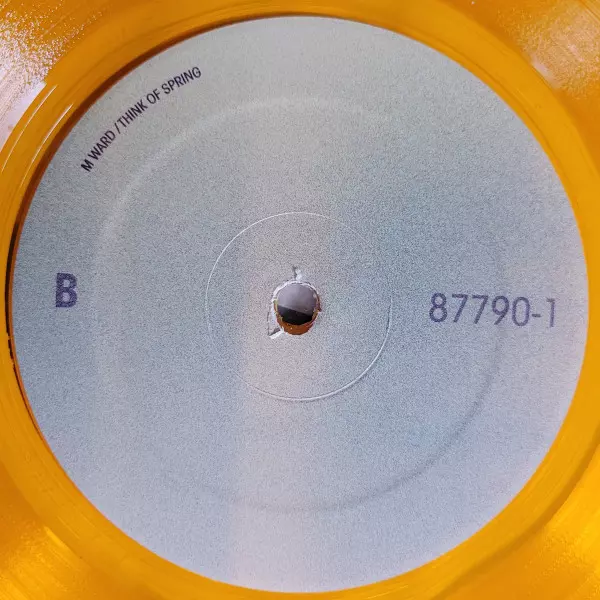 M WARD / THINK OF SPRING
B
87790-1